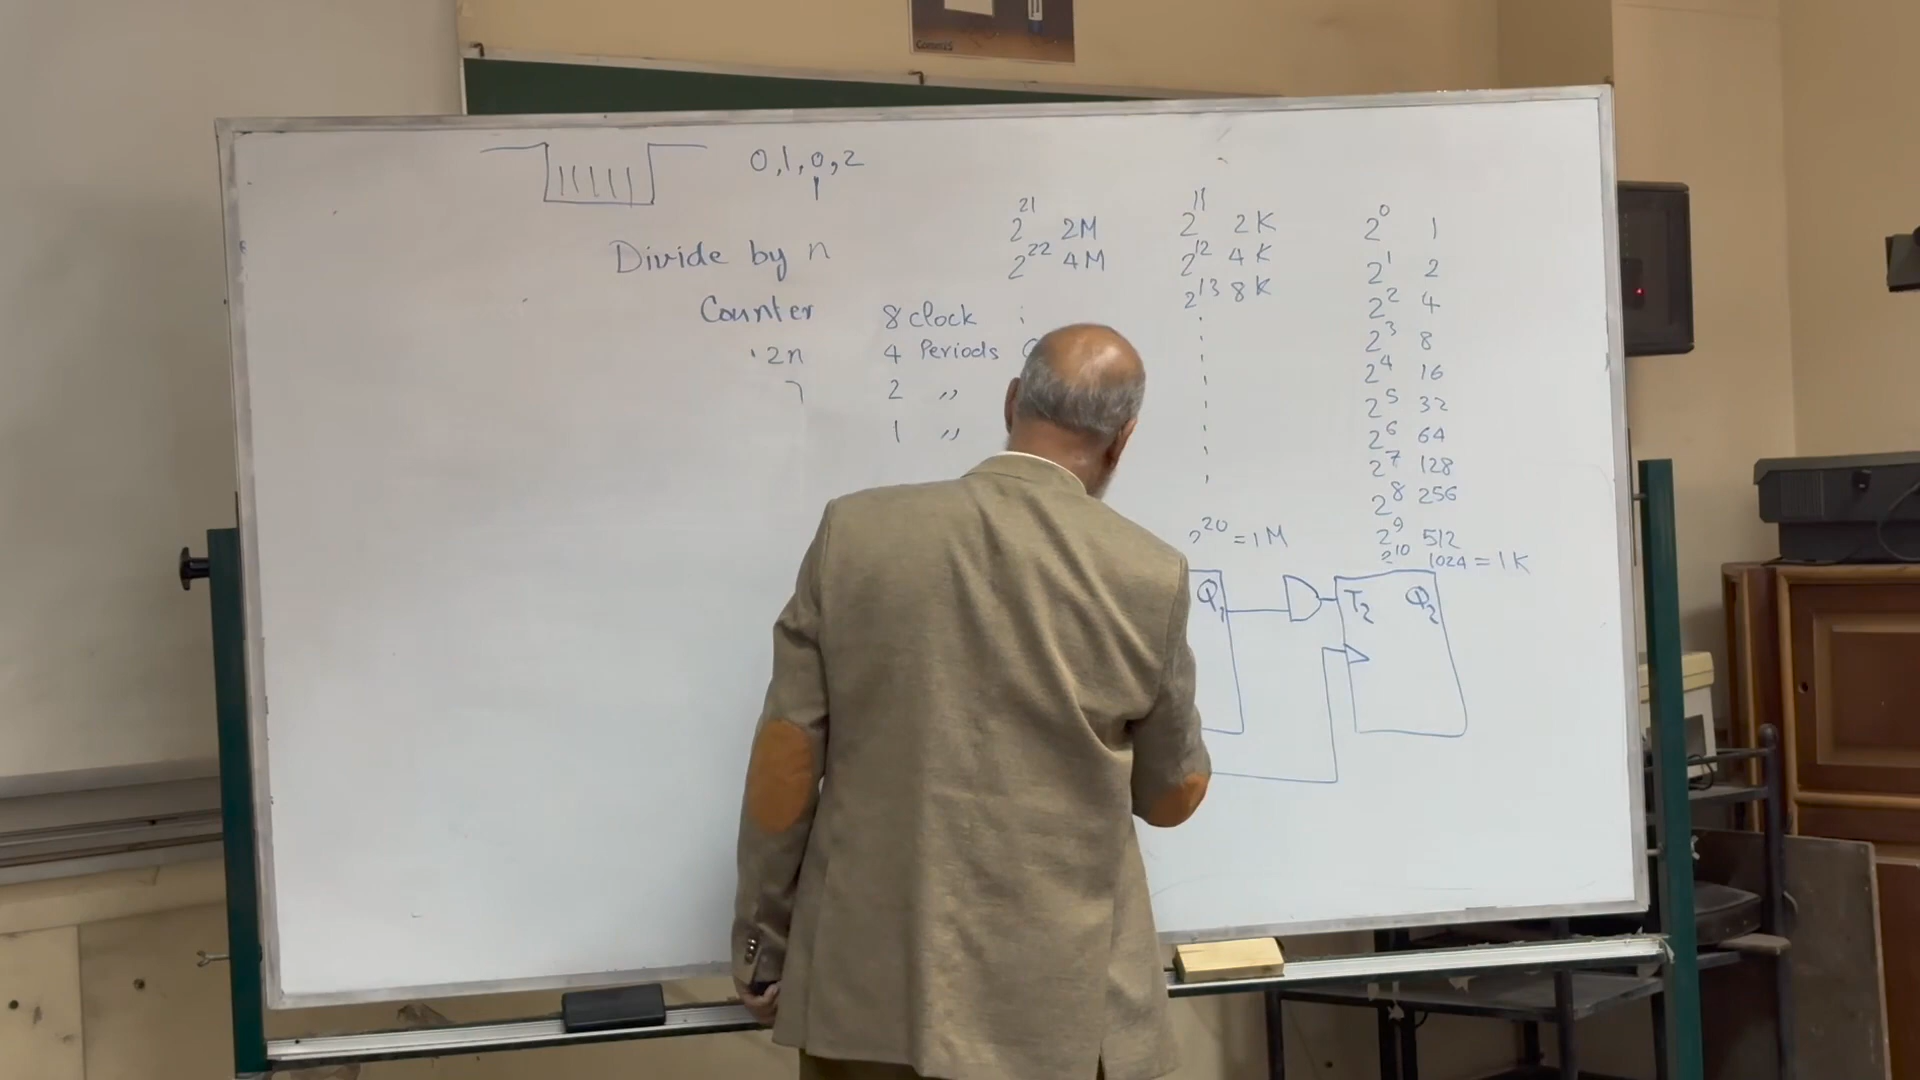 Comm15
0,1,0,2
1
Divide by n
Counter
2n
7
8 clock
4 Periods
2 ,,
1 ,,
2^21 2M
2^22 4M
2^11 2K
2^12 4K
2^13 8K
2^20 = 1M
2^0 1
2^1 2
2^2 4
2^3 8
2^4 16
2^5 32
2^6 64
2^7 128
2^8 256
2^9 512
2^10 1024 = 1K
Q1
T2 Q2